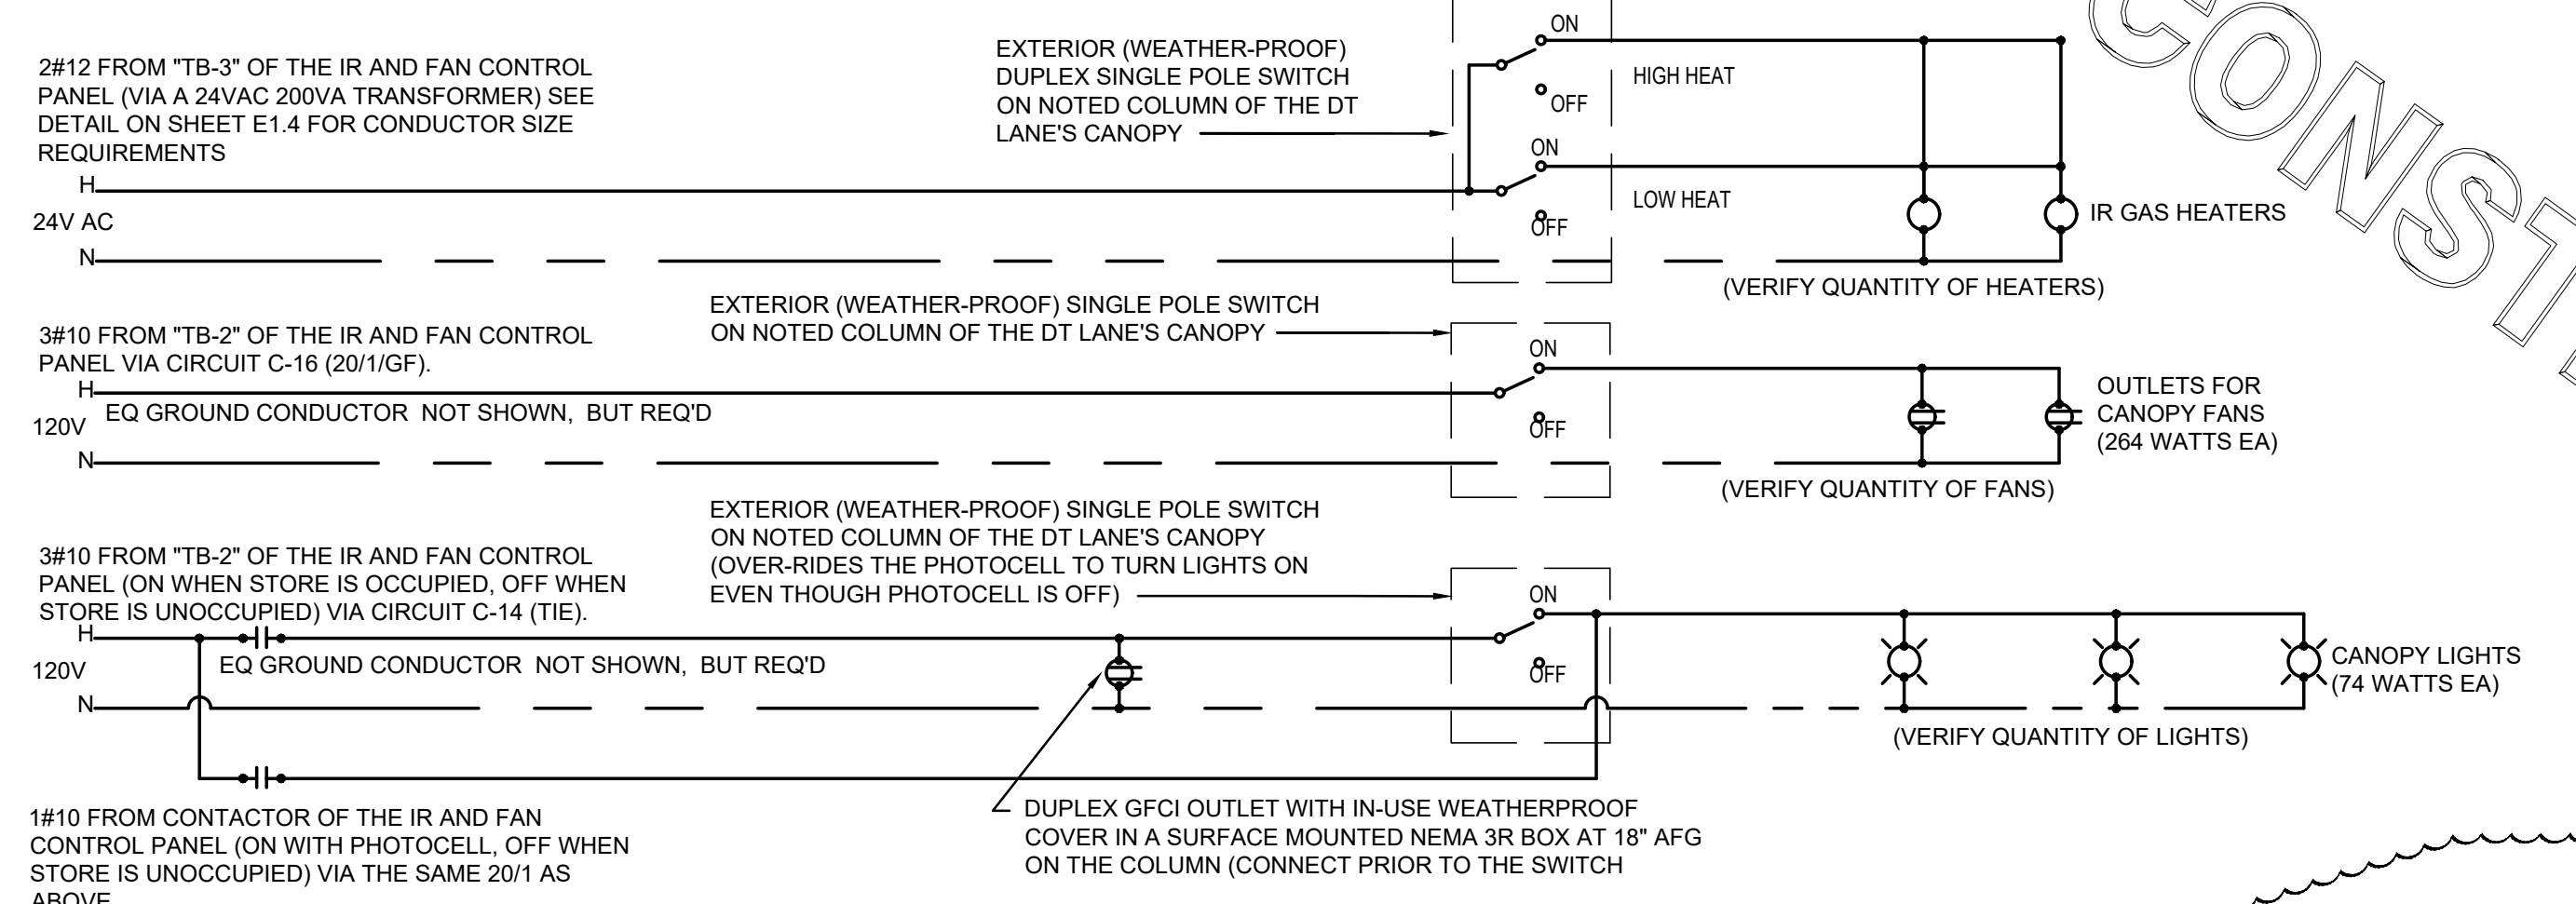 2#12 FROM "TB-3" OF THE IR AND FAN CONTROL
PANEL (VIA A 24VAC 200VA TRANSFORMER) SEE
DETAIL ON SHEET E1.4 FOR CONDUCTOR SIZE
REQUIREMENTS
H
24V AC
N
EXTERIOR (WEATHER-PROOF)
DUPLEX SINGLE POLE SWITCH
ON NOTED COLUMN OF THE DT
LANE'S CANOPY
ON
OFF
HIGH HEAT
ON
OFF
LOW HEAT
IR GAS HEATERS
(VERIFY QUANTITY OF HEATERS)
3#10 FROM "TB-2" OF THE IR AND FAN CONTROL
PANEL VIA CIRCUIT C-16 (20/1/GF).
H
EQ GROUND CONDUCTOR NOT SHOWN, BUT REQ'D
120V
N
EXTERIOR (WEATHER-PROOF) SINGLE POLE SWITCH
ON NOTED COLUMN OF THE DT LANE'S CANOPY
ON
OFF
OUTLETS FOR
CANOPY FANS
(264 WATTS EA)
(VERIFY QUANTITY OF FANS)
3#10 FROM "TB-2" OF THE IR AND FAN CONTROL
PANEL (ON WHEN STORE IS OCCUPIED, OFF WHEN
STORE IS UNOCCUPIED) VIA CIRCUIT C-14 (TIE).
H
EQ GROUND CONDUCTOR NOT SHOWN, BUT REQ'D
120V
N
EXTERIOR (WEATHER-PROOF) SINGLE POLE SWITCH
ON NOTED COLUMN OF THE DT LANE'S CANOPY
(OVER-RIDES THE PHOTOCELL TO TURN LIGHTS ON
EVEN THOUGH PHOTOCELL IS OFF)
ON
OFF
CANOPY LIGHTS
(74 WATTS EA)
(VERIFY QUANTITY OF LIGHTS)
1#10 FROM CONTACTOR OF THE IR AND FAN
CONTROL PANEL (ON WITH PHOTOCELL, OFF WHEN
STORE IS UNOCCUPIED) VIA THE SAME 20/1 AS
ABOVE
DUPLEX GFCI OUTLET WITH IN-USE WEATHERPROOF
COVER IN A SURFACE MOUNTED NEMA 3R BOX AT 18" AFG
ON THE COLUMN (CONNECT PRIOR TO THE SWITCH
CONST